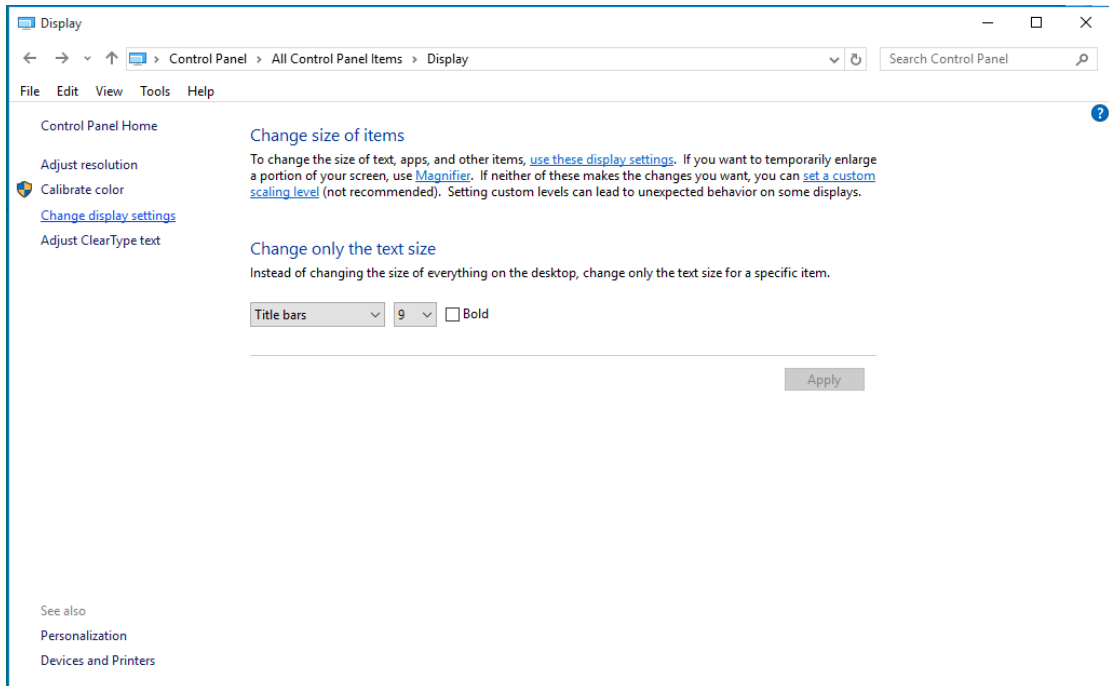 Display
Control Panel > All Control Panel Items > Display
Search Control Panel
File Edit View Tools Help
Control Panel Home
Adjust resolution
Calibrate color
Change display settings
Adjust ClearType text
Change size of items
To change the size of text, apps, and other items, use these display settings. If you want to temporarily enlarge
a portion of your screen, use Magnifier. If neither of these makes the changes you want, you can set a custom
scaling level (not recommended). Setting custom levels can lead to unexpected behavior on some displays.
Change only the text size
Instead of changing the size of everything on the desktop, change only the text size for a specific item.
Title bars 9 Bold
Apply
See also
Personalization
Devices and Printers